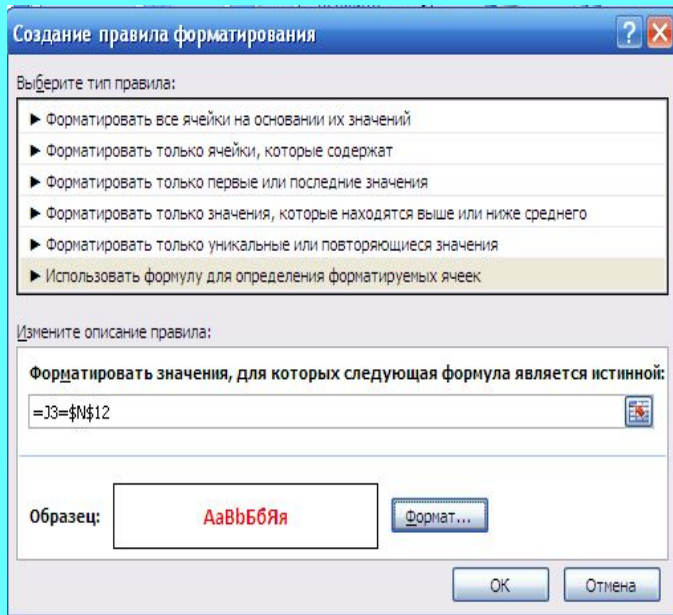 Создание правила форматирования
Выберите тип правила:
► Форматировать все ячейки на основании их значений
► Форматировать только ячейки, которые содержат
► Форматировать только первые или последние значения
► Форматировать только значения, которые находятся выше или ниже среднего
► Форматировать только уникальные или повторяющиеся значения
► Использовать формулу для определения форматируемых ячеек
Измените описание правила:
Форматировать значения, для которых следующая формула является истинной:
=J3=$N$12
Образец:
АаBbБбЯя
Формат...
ОК
Отмена